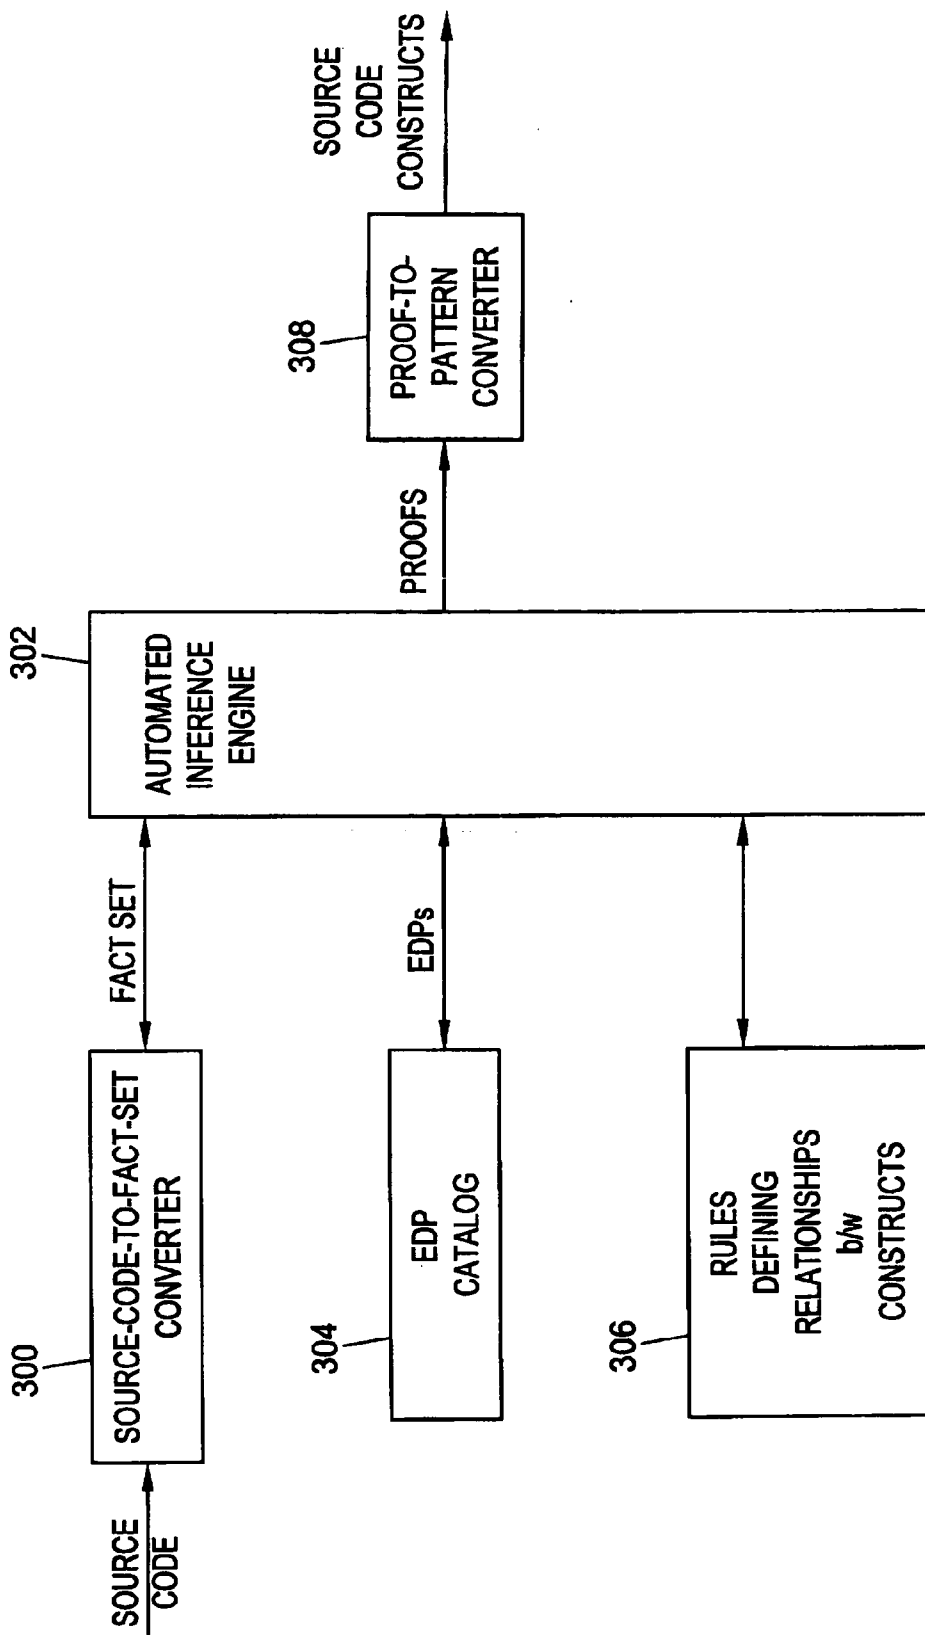 SOURCE
CODE
300
SOURCE-CODE-TO-FACT-SET
CONVERTER
FACT SET
302
AUTOMATED
INFERENCE
ENGINE
304
EDP
CATALOG
EDPs
306
RULES
DEFINING
RELATIONSHIPS
b/w
CONSTRUCTS
PROOFS
308
PROOF-TO-
PATTERN
CONVERTER
SOURCE
CODE
CONSTRUCTS